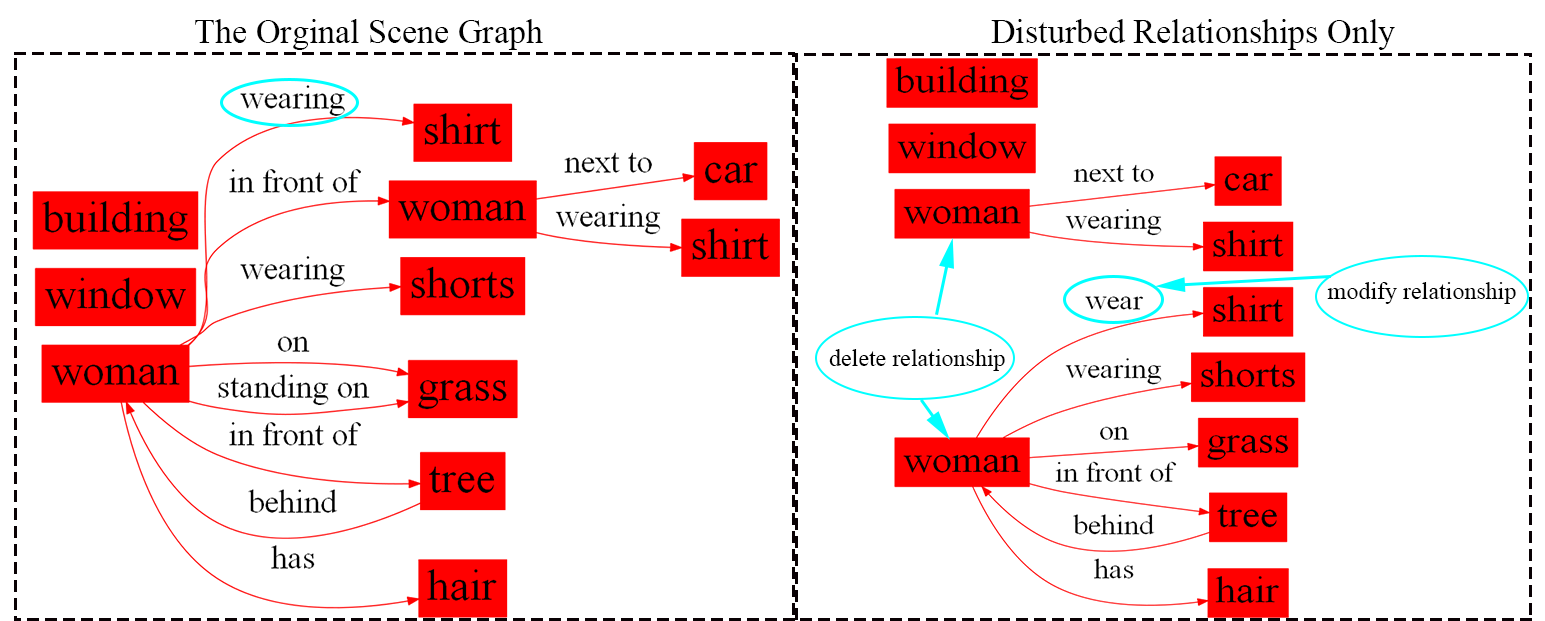 The Orginal Scene Graph
wearing
shirt
in front of
next to
car
building
woman
wearing
shirt
wearing
window
shorts
on
woman
standing on
grass
in front of
tree
behind
has
hair
Disturbed Relationships Only
building
window
next to
car
woman
wearing
shirt
wear
modify relationship
shirt
delete relationship
wearing
shorts
on
grass
woman
in front of
tree
behind
has
hair